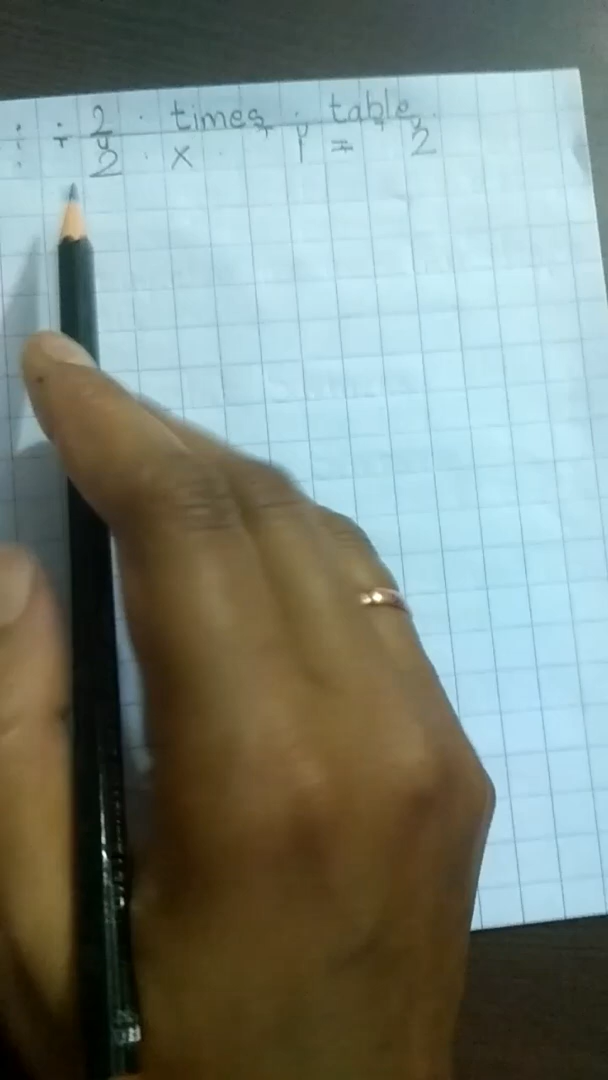 ÷ 2 times table
2 x 1 = 2